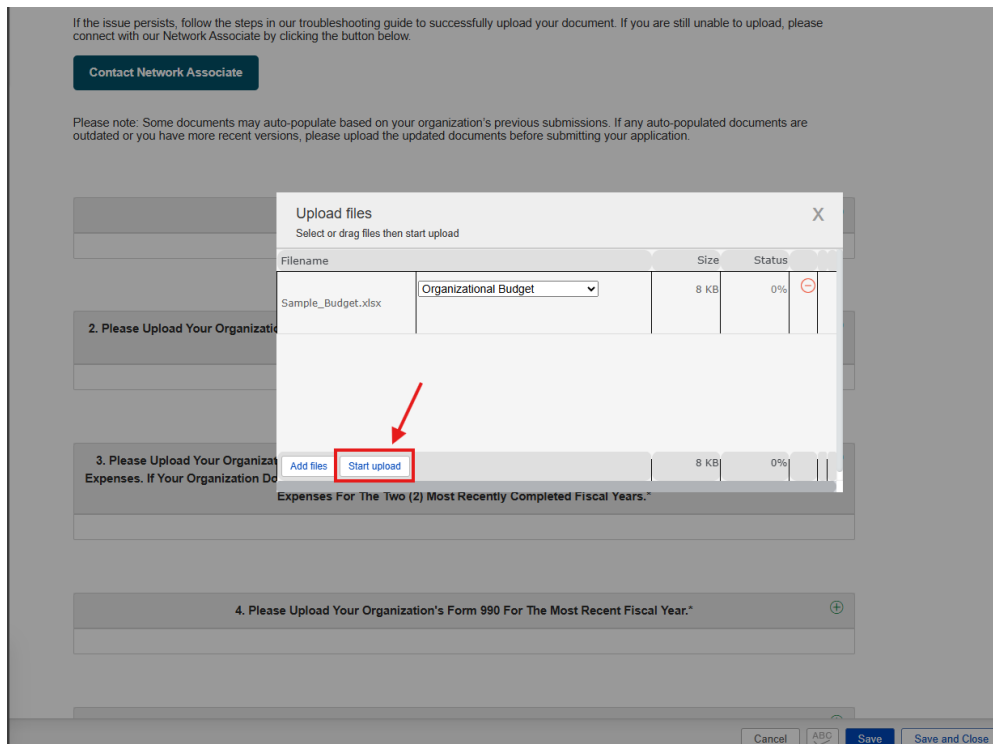 If the issue persists, follow the steps in our troubleshooting guide to successfully upload your document. If you are still unable to upload, please
connect with our Network Associate by clicking the button below.
Contact Network Associate
Please note: Some documents may auto-populate based on your organization's previous submissions. If any auto-populated documents are
outdated or you have more recent versions, please upload the updated documents before submitting your application.
Upload files
X
Select or drag files then start upload
Filename Size Status
Sample_Budget.xlsx Organizational Budget 8 KB 0%
2. Please Upload Your
3. Please Upload Your
Add files Start upload 8 KB 0%
Expenses. If Your Organization
Expenses For The Two (2) Most Recently Completed Fiscal Years.*
4. Please Upload Your Organization's Form 990 For The Most Recent Fiscal Year.*
Cancel ABC Save Save and Close